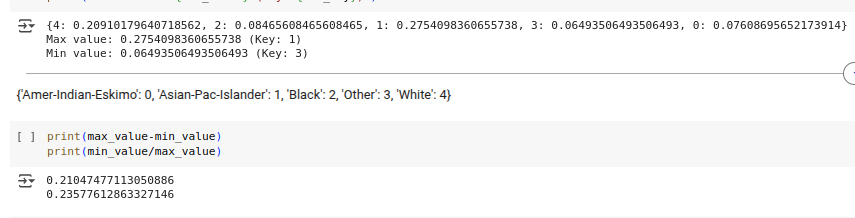 {4: 0.20910179640718562, 2: 0.08465608465608465, 1: 0.2754098360655738, 3: 0.06493506493506493, 0: 0.07608695652173914}
Max value: 0.2754098360655738 (Key: 1)
Min value: 0.06493506493506493 (Key: 3)
{'Amer-Indian-Eskimo': 0, 'Asian-Pac-Islander': 1, 'Black': 2, 'Other': 3, 'White': 4}
[ ] print(max_value-min_value)
print(min_value/max_value)
0.21047477113050886
0.23577612863327146